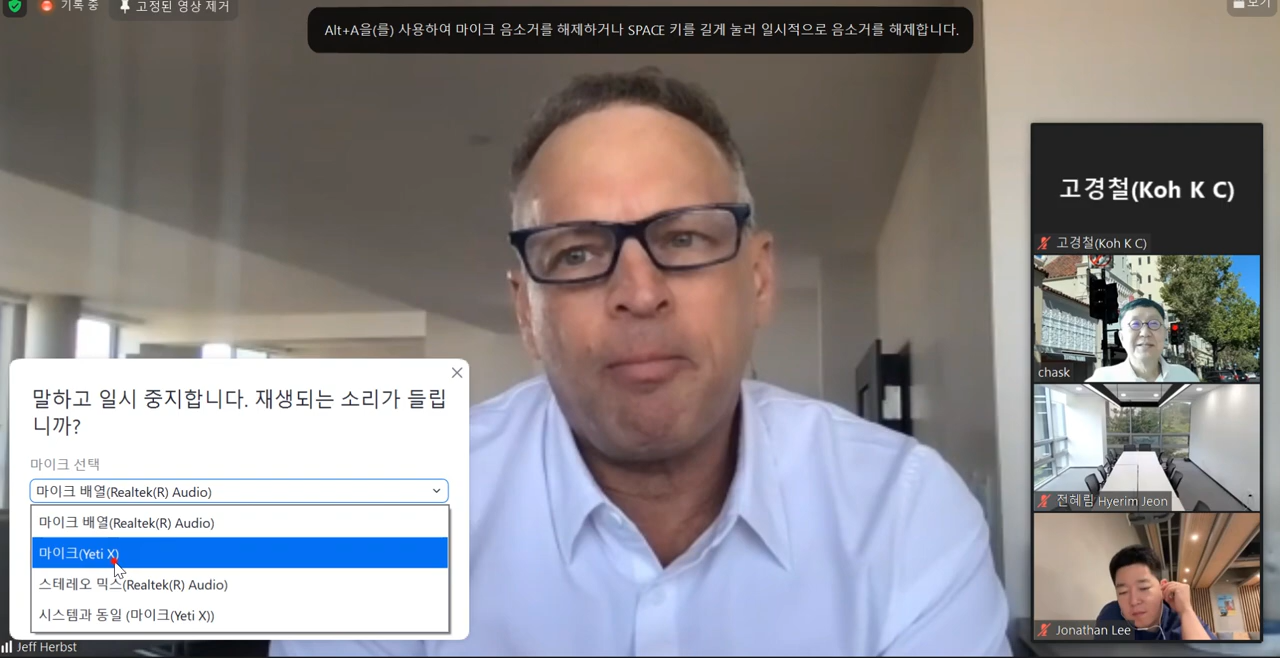 기록 중
고정된 영상 제거
보기
Alt+A을(를) 사용하여 마이크 음소거를 해제하거나 SPACE 키를 길게 눌러 일시적으로 음소거를 해제합니다.
고경철(Koh K C)
고경철(Koh K C)
chask
전혜림 Hyerim Jeon
Jonathan Lee
말하고 일시 중지합니다. 재생되는 소리가 들립
니까?
마이크 선택
마이크 배열(Realtek(R) Audio)
마이크 배열(Realtek(R) Audio)
마이크(Yeti X)
스테레오 믹스(Realtek(R) Audio)
시스템과 동일 (마이크(Yeti X))
Jeff Herbst